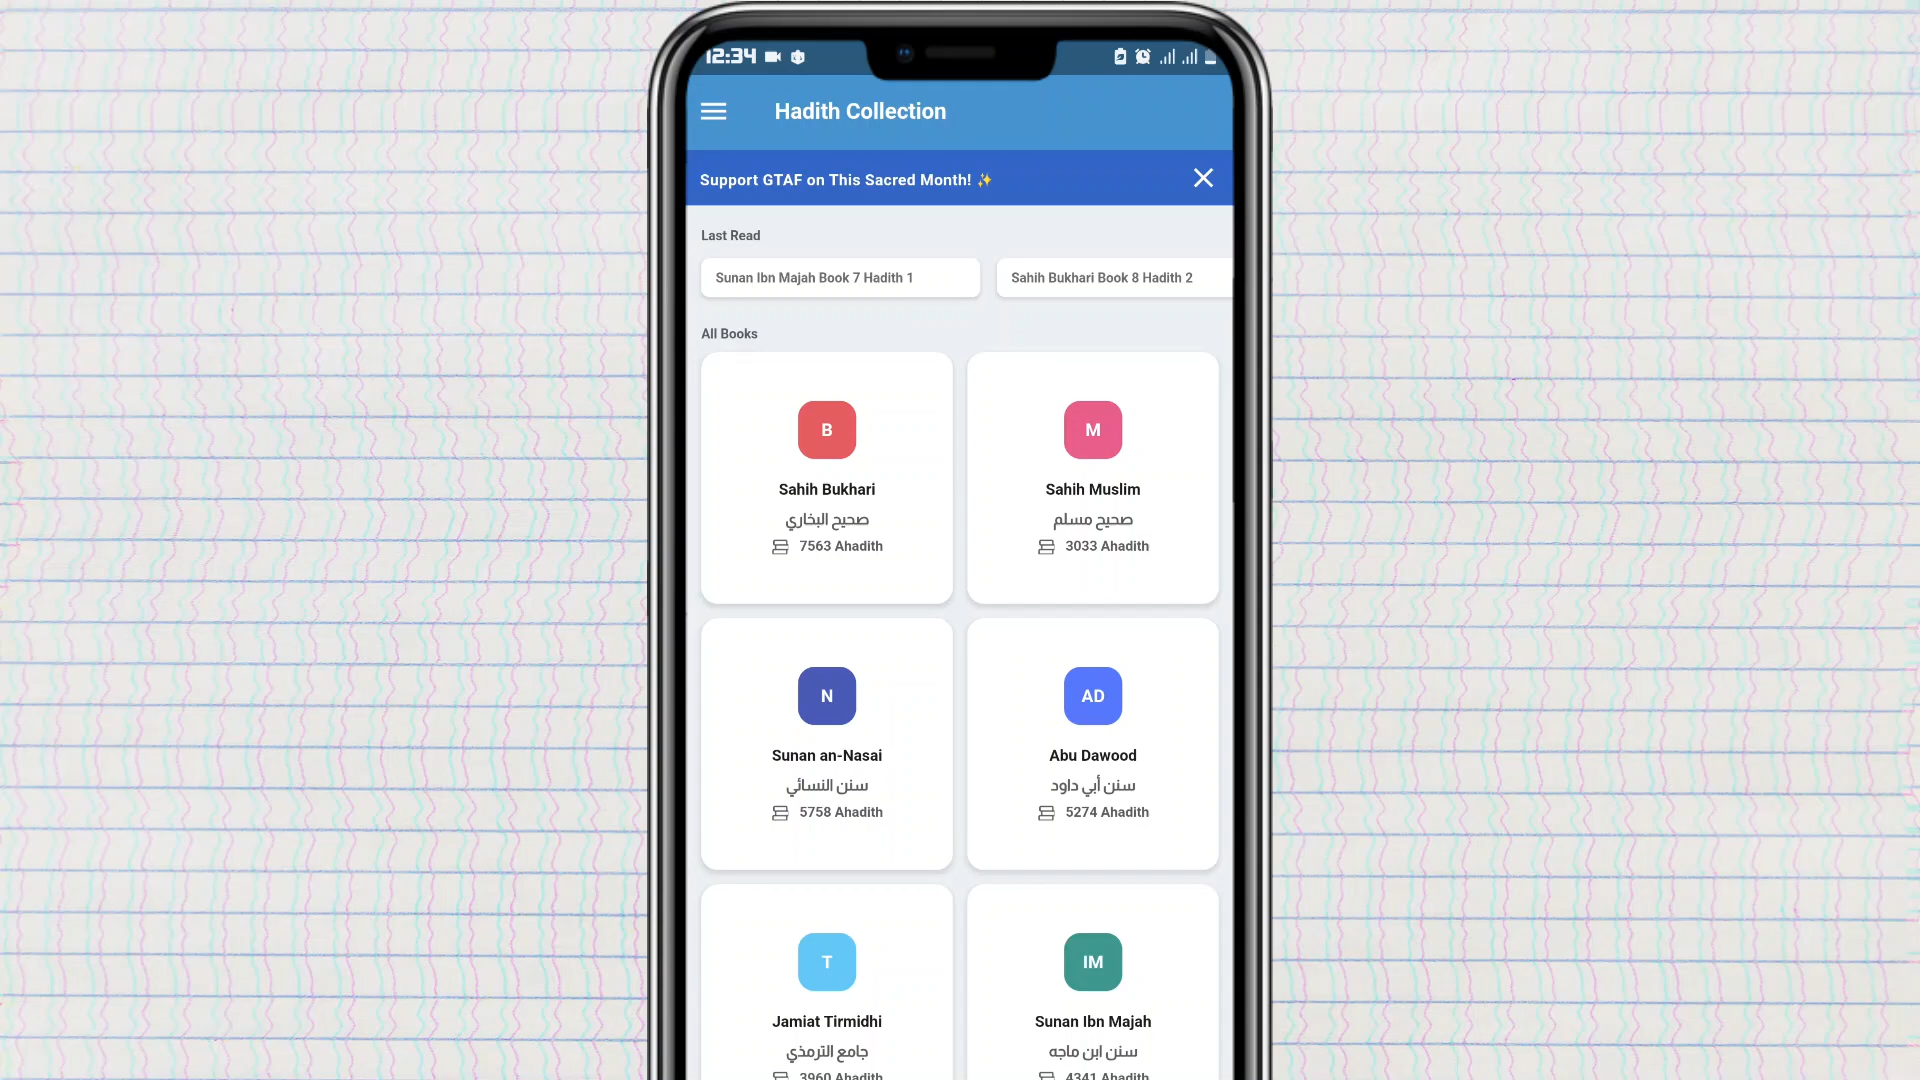 12:34
Hadith Collection
Support GTAF on This Sacred Month! ✨
Last Read
Sunan Ibn Majah Book 7 Hadith 1
Sahih Bukhari Book 8 Hadith 2
All Books
B
Sahih Bukhari
صحيح البخاري
7563 Ahadith
M
Sahih Muslim
صحيح مسلم
3033 Ahadith
N
Sunan an-Nasai
سنن النسائي
5758 Ahadith
AD
Abu Dawood
سنن أبي داود
5274 Ahadith
T
Jamiat Tirmidhi
جامع الترمذي
3960 Ahadith
IM
Sunan Ibn Majah
سنن ابن ماجه
4341 Ahadith